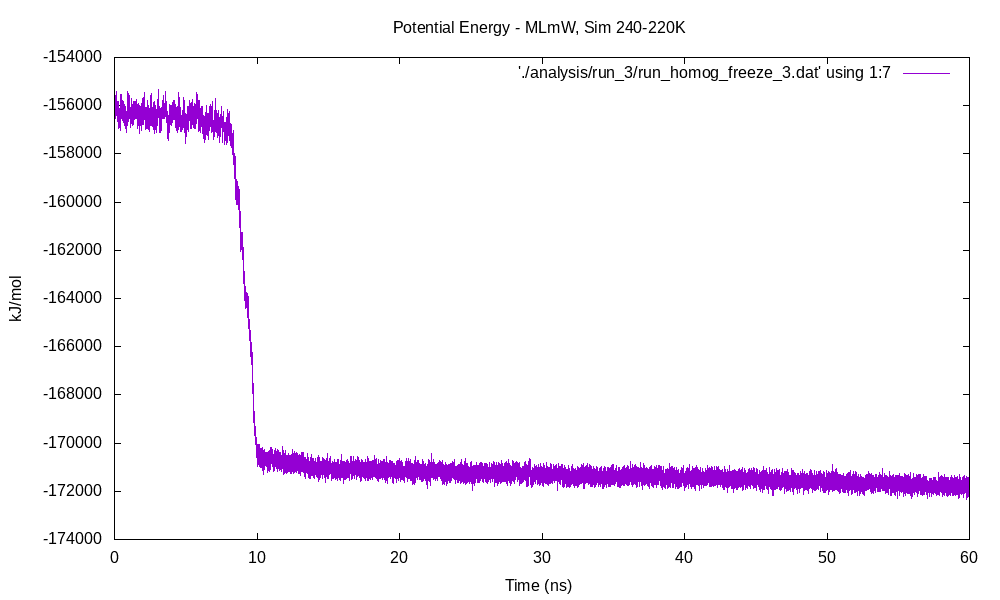 Potential Energy - MLmW, Sim 240-220K
'./analysis/run_3/run_homog_freeze_3.dat' using 1:7
-154000
-156000
-158000
-160000
-162000
-164000
-166000
-168000
-170000
-172000
-174000
kJ/mol
0 10 20 30 40 50 60
Time (ns)